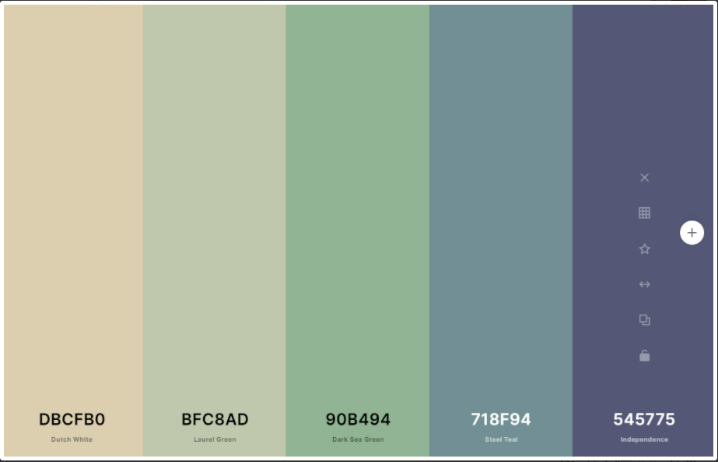 DBCFB0
Dutch White
BFC8AD
Laurel Green
90B494
Dark Sea Green
718F94
Steel Teal
545775
Independence